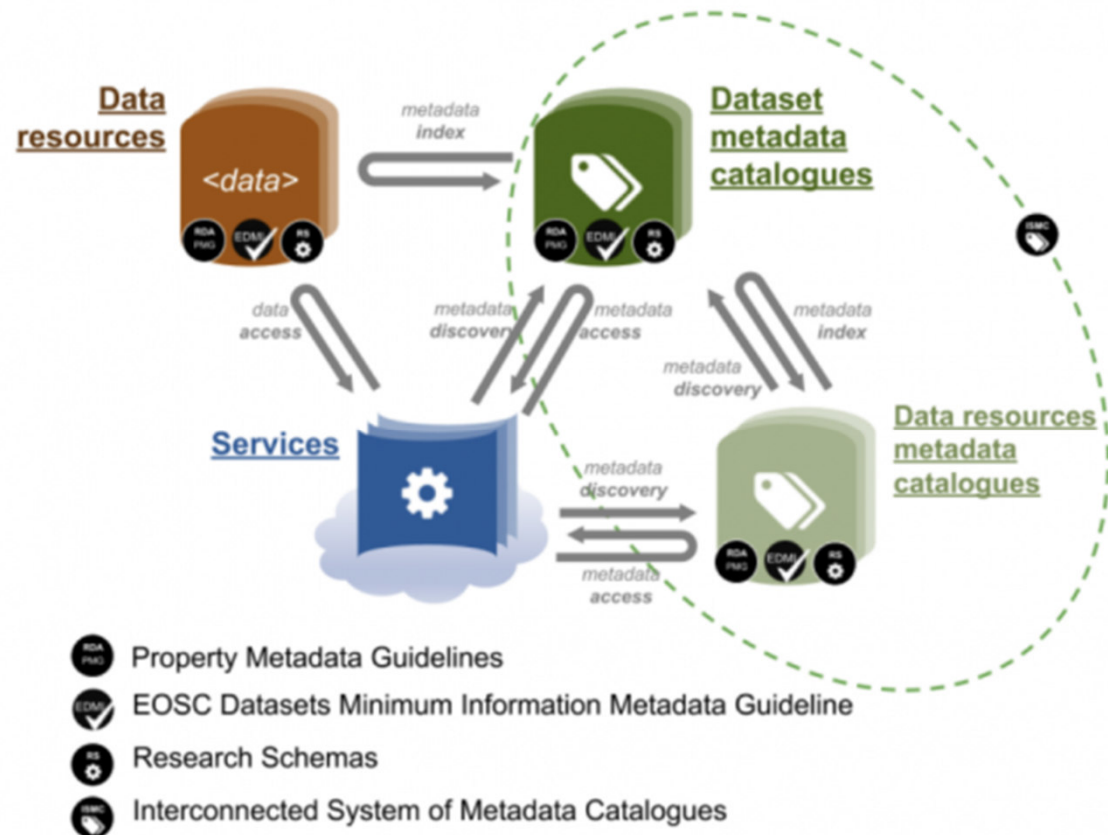 Data
resources
<data>
RDA
PMG
EDMI
RS
metadata
index
Dataset
metadata
catalogues
RDA
PMG
EDMI
RS
ISMC
data
access
metadata
discovery
metadata
access
metadata
index
metadata
discovery
Services
Data resources
metadata
catalogues
metadata
discovery
RDA
PMG
EDMI
RS
metadata
access
RDA
PMG
Property Metadata Guidelines
EDMI
EOSC Datasets Minimum Information Metadata Guideline
RS
Research Schemas
ISMC
Interconnected System of Metadata Catalogues